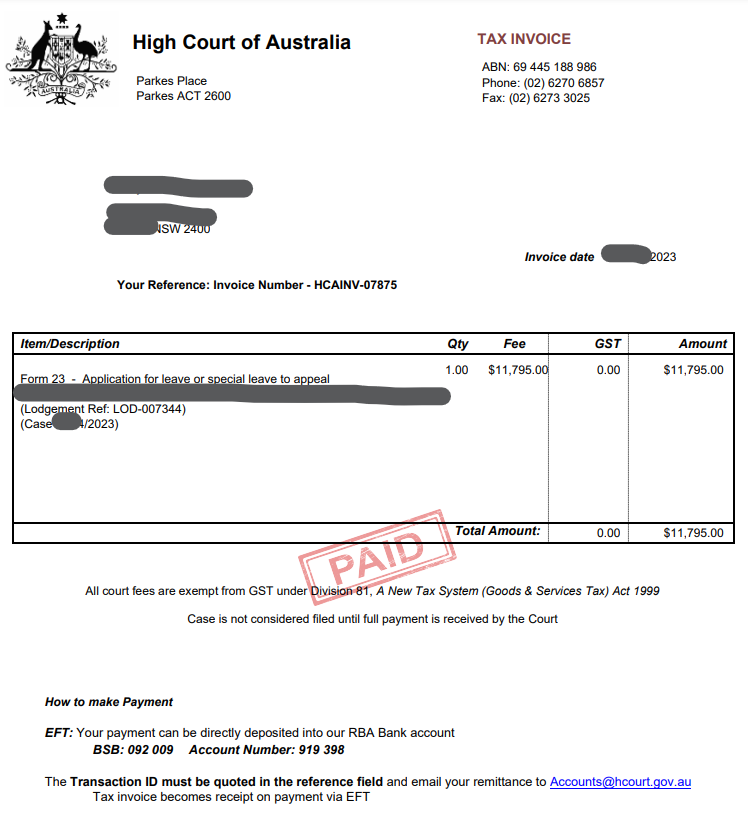 High Court of Australia
Parkes Place
Parkes ACT 2600
TAX INVOICE
ABN: 69 445 188 986
Phone: (02) 6270 6857
Fax: (02) 6273 3025
AUSTRALIA
NSW 2400
Invoice date 2023
Your Reference: Invoice Number - HCAINV-07875
Item/Description Qty Fee GST Amount
Form 23 - Application for leave or special leave to appeal 1.00 $11,795.00 0.00 $11,795.00
(Lodgement Ref: LOD-007344)
(Case /2023)
Total Amount: 0.00 $11,795.00
PAID
All court fees are exempt from GST under Division 81, A New Tax System (Goods & Services Tax) Act 1999
Case is not considered filed until full payment is received by the Court
How to make Payment
EFT: Your payment can be directly deposited into our RBA Bank account
BSB: 092 009 Account Number: 919 398
The Transaction ID must be quoted in the reference field and email your remittance to Accounts@hcourt.gov.au
Tax invoice becomes receipt on payment via EFT